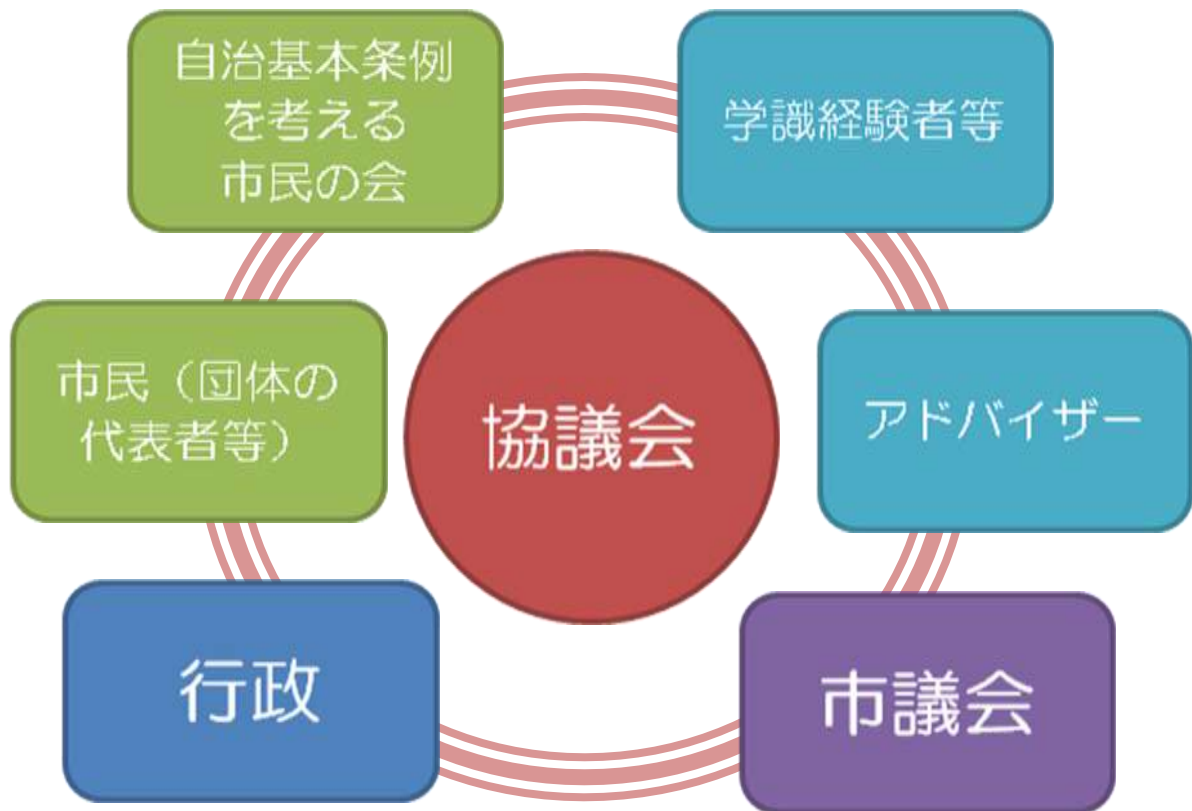 自治基本条例
を考える
市民の会
学識経験者等
市民（団体の
代表者等）
協議会
アドバイザー
行政
市議会